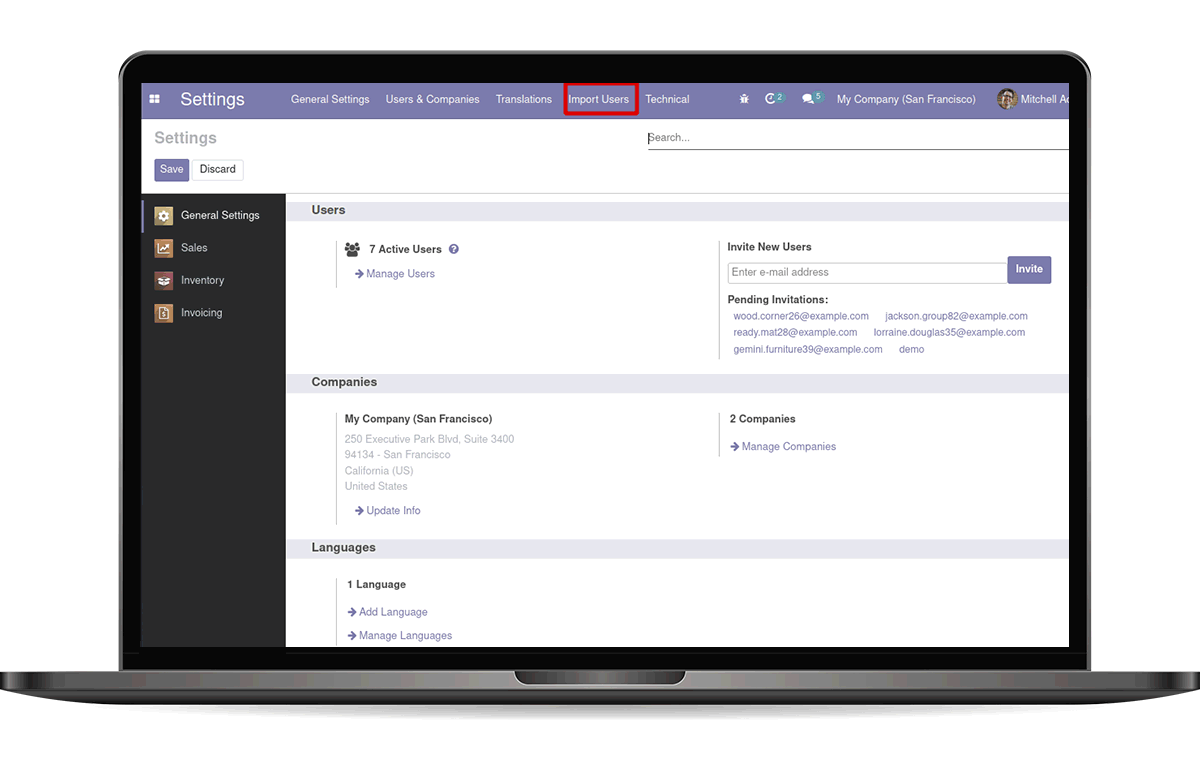 Settings General Settings Users & Companies Translations Import Users Technical 2 5 My Company (San Francisco) Mitchell Ac
Settings
Search...
Save Discard
General Settings
Sales
Inventory
Invoicing
Users
7 Active Users ?
Manage Users
Invite New Users
Enter e-mail address Invite
Pending Invitations:
wood.corner26@example.com jackson.group82@example.com
ready.mat28@example.com lorraine.douglas35@example.com
gemini.furniture39@example.com demo
Companies
My Company (San Francisco)
250 Executive Park Blvd, Suite 3400
94134 - San Francisco
California (US)
United States
Update Info
2 Companies
Manage Companies
Languages
1 Language
Add Language
Manage Languages